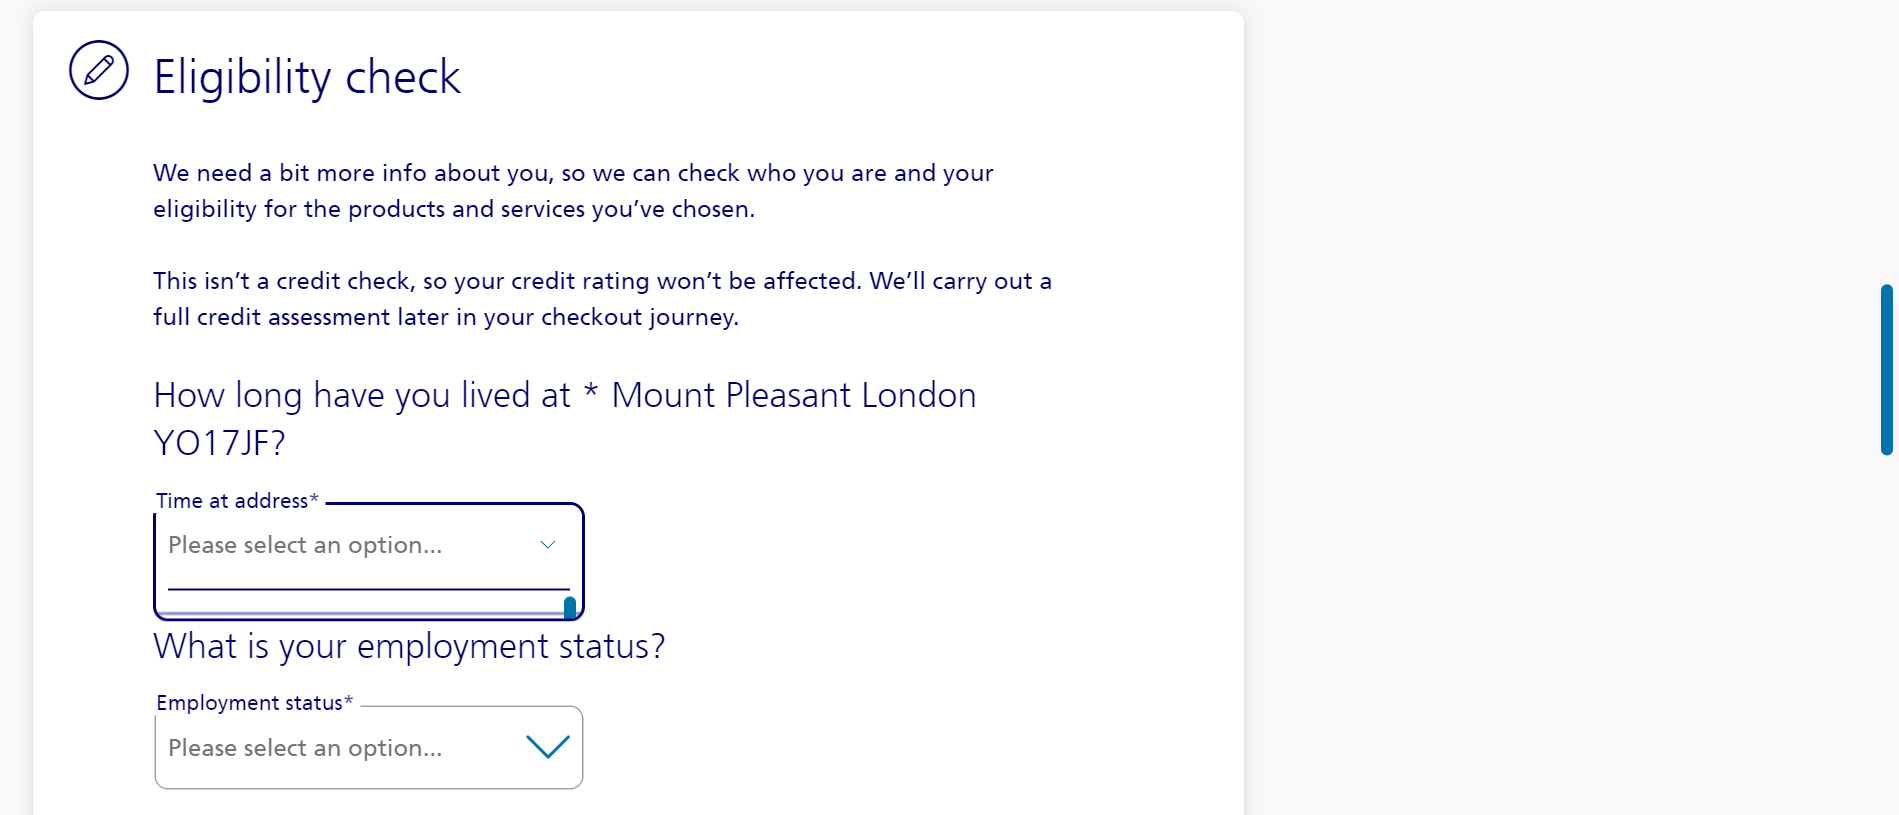 Eligibility check
We need a bit more info about you, so we can check who you are and your
eligibility for the products and services you’ve chosen.
This isn’t a credit check, so your credit rating won’t be affected. We’ll carry out a
full credit assessment later in your checkout journey.
How long have you lived at * Mount Pleasant London
YO17JF?
Time at address*
Please select an option...
What is your employment status?
Employment status*
Please select an option...